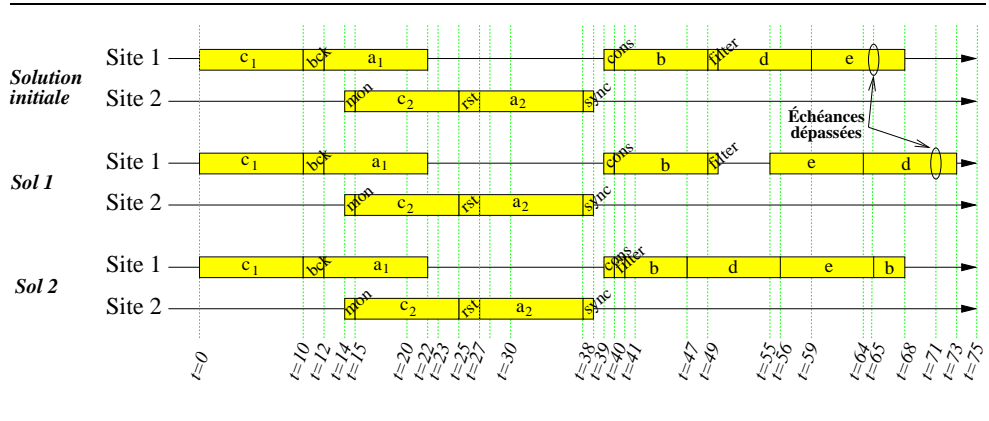 Solution initiale
Site 1 c1 bck a1 cons b filter d e
Site 2 mon c2 rst a2 sync
Échéances dépassées
Sol 1
Site 1 c1 bck a1 cons b filter e d
Site 2 mon c2 rst a2 sync
Sol 2
Site 1 c1 bck a1 cons filter b d e b
Site 2 mon c2 rst a2 sync
t=0 t=10 t=12 t=14 t=15 t=20 t=22 t=23 t=25 t=27 t=30 t=38 t=39 t=40 t=41 t=47 t=49 t=55 t=56 t=59 t=64 t=65 t=68 t=71 t=73 t=75